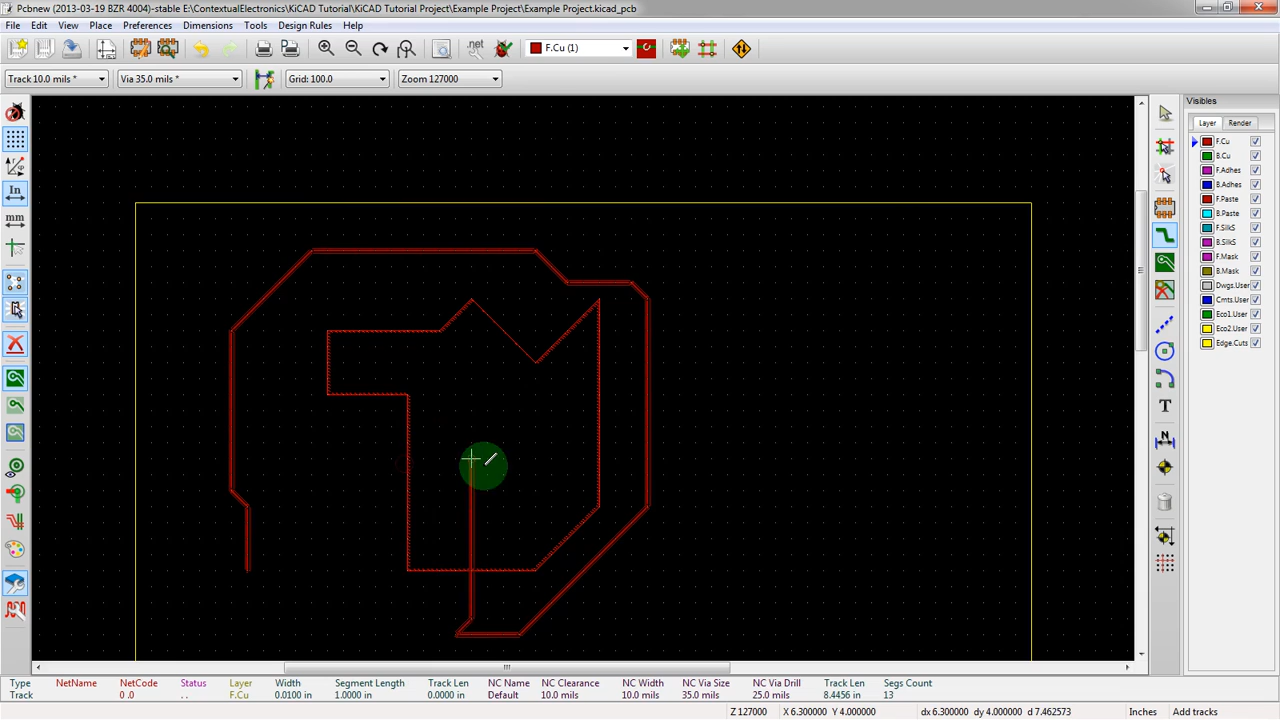 Pcbnew (2013-03-19 BZR 4004)-stable E:\ContextualElectronics\KiCAD Tutorial\KiCAD Tutorial Project\Example Project\Example Project.kicad_pcb
File Edit View Place Preferences Dimensions Tools Design Rules Help
.net F.Cu (1)
Track 10.0 mils * Via 35.0 mils * Grid: 100.0 Zoom 127000
Visibles
Layer Render
F.Cu
B.Cu
F.Adhes
B.Adhes
F.Paste
B.Paste
F.SilkS
B.SilkS
F.Mask
B.Mask
Dwgs.User
Cmts.User
Eco1.User
Eco2.User
Edge.Cuts
In
mm
T
N
Type NetName NetCode Status Layer Width Segment Length Track Len NC Name NC Clearance NC Width NC Via Size NC Via Drill Track Len Segs Count
Track 0 .0 . . F.Cu 0.0100 in 1.0000 in 0.0000 in Default 10.0 mils 10.0 mils 35.0 mils 25.0 mils 8.4456 in 13
Z 127000 X 6.300000 Y 4.000000 dx 6.300000 dy 4.000000 d 7.462573 Inches Add tracks